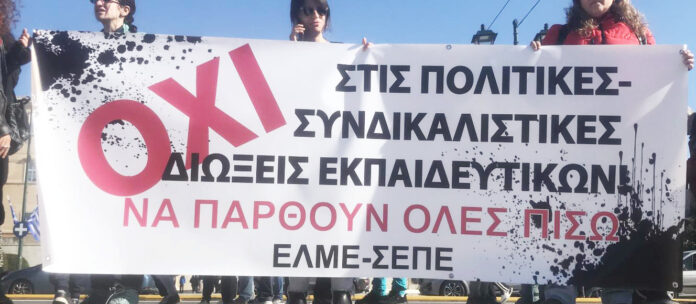 ΟΧΙ ΣΤΙΣ ΠΟΛΙΤΙΚΕΣ-
ΣΥΝΔΙΚΑΛΙΣΤΙΚΕΣ
ΔΙΩΞΕΙΣ ΕΚΠΑΙΔΕΥΤΙΚΩΝ!
ΝΑ ΠΑΡΘΟΥΝ ΟΛΕΣ ΠΙΣΩ
ΕΛΜΕ-ΣΕΠΕ